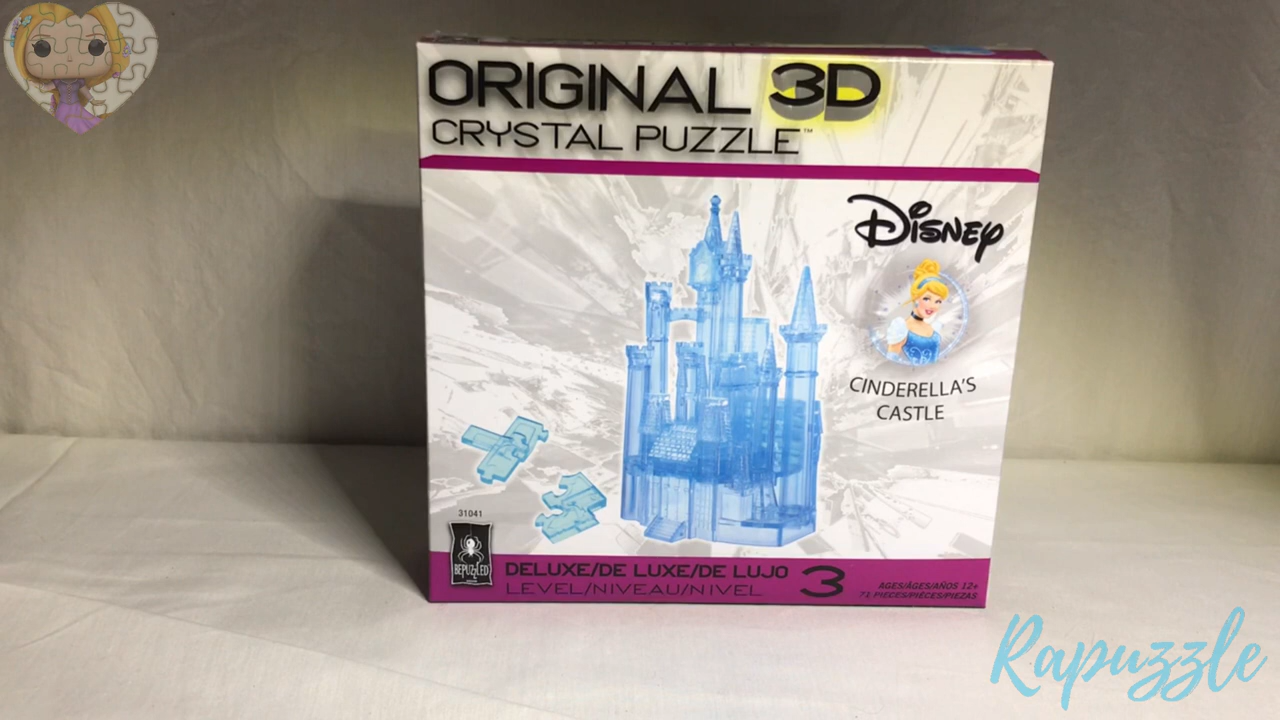 ORIGINAL 3D
CRYSTAL PUZZLE™
Disney
CINDERELLA'S
CASTLE
31041
BEPUZZLED
DELUXE/DE LUXE/DE LUJO 3
LEVEL/NIVEAU/NIVEL
AGES/ÂGES/AÑOS 12+
71 PIECES/PIÈCES/PIEZAS
Rapuzzle